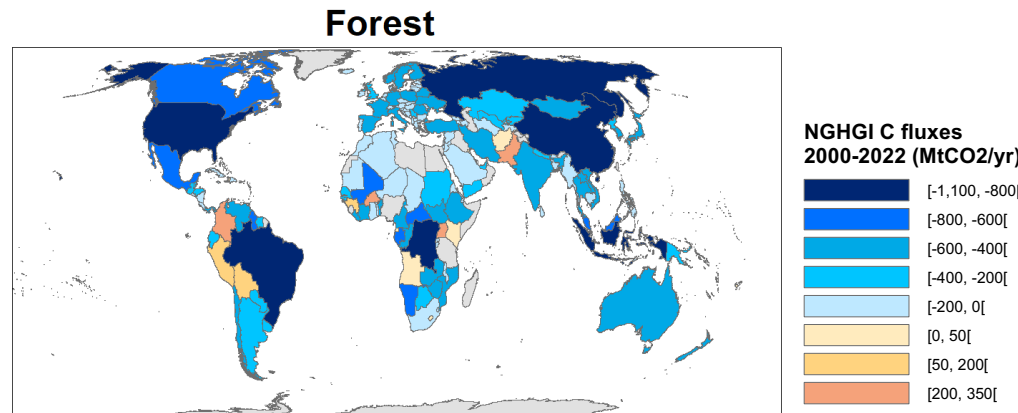 Forest
NGHGI C fluxes
2000-2022 (MtCO2/yr)
[-1,100, -800[
[-800, -600[
[-600, -400[
[-400, -200[
[-200, 0[
[0, 50[
[50, 200[
[200, 350[